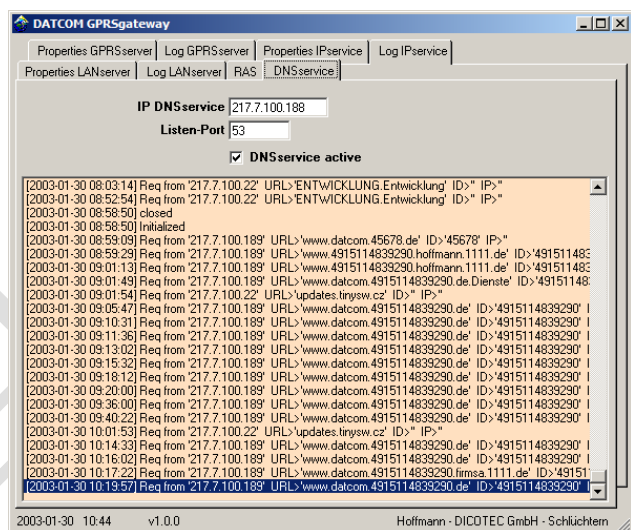 DATCOM GPRSgateway
Properties GPRSserver Log GPRSserver Properties IPservice Log IPservice
Properties LANserver Log LANserver RAS DNSservice
IP DNSservice 217.7.100.188
Listen-Port 53
DNSservice active
[2003-01-30 08:03:14] Req from '217.7.100.22' URL>'ENTWICKLUNG.Entwicklung' ID>'' IP>''
[2003-01-30 08:52:54] Req from '217.7.100.22' URL>'ENTWICKLUNG.Entwicklung' ID>'' IP>''
[2003-01-30 08:58:50] closed
[2003-01-30 08:58:50] Initialized
[2003-01-30 08:59:09] Req from '217.7.100.189' URL>'www.datcom.45678.de' ID>'45678' IP>''
[2003-01-30 08:59:29] Req from '217.7.100.189' URL>'www.4915114839290.hoffmann.1111.de' ID>'491511483
[2003-01-30 09:01:13] Req from '217.7.100.189' URL>'www.4915114839290.hoffmann.1111.de' ID>'491511483
[2003-01-30 09:01:49] Req from '217.7.100.189' URL>'www.datcom.4915114839290.de.Dienste' ID>'49151148
[2003-01-30 09:01:54] Req from '217.7.100.22' URL>'updates.tinysw.cz' ID>'' IP>''
[2003-01-30 09:05:47] Req from '217.7.100.189' URL>'www.datcom.4915114839290.de' ID>'4915114839290' I
[2003-01-30 09:10:31] Req from '217.7.100.189' URL>'www.datcom.4915114839290.de' ID>'4915114839290' I
[2003-01-30 09:11:36] Req from '217.7.100.189' URL>'www.datcom.4915114839290.de' ID>'4915114839290' I
[2003-01-30 09:13:02] Req from '217.7.100.189' URL>'www.datcom.4915114839290.de' ID>'4915114839290' I
[2003-01-30 09:15:32] Req from '217.7.100.189' URL>'www.datcom.4915114839290.de' ID>'4915114839290' I
[2003-01-30 09:18:12] Req from '217.7.100.189' URL>'www.datcom.4915114839290.de' ID>'4915114839290' I
[2003-01-30 09:20:00] Req from '217.7.100.189' URL>'www.datcom.4915114839290.de' ID>'4915114839290' I
[2003-01-30 09:36:00] Req from '217.7.100.189' URL>'www.datcom.4915114839290.de' ID>'4915114839290' I
[2003-01-30 09:40:22] Req from '217.7.100.189' URL>'www.datcom.4915114839290.de' ID>'4915114839290' I
[2003-01-30 10:01:53] Req from '217.7.100.22' URL>'updates.tinysw.cz' ID>'' IP>''
[2003-01-30 10:14:33] Req from '217.7.100.189' URL>'www.datcom.4915114839290.de' ID>'4915114839290' I
[2003-01-30 10:16:02] Req from '217.7.100.189' URL>'www.datcom.4915114839290.de' ID>'4915114839290' I
[2003-01-30 10:17:22] Req from '217.7.100.189' URL>'www.datcom.4915114839290.firmsa.1111.de' ID>'49151
[2003-01-30 10:19:57] Req from '217.7.100.189' URL>'www.datcom.4915114839290.de' ID>'4915114839290' I
2003-01-30 10:44 v1.0.0 Hoffmann - DICOTEC GmbH - Schlüchtern